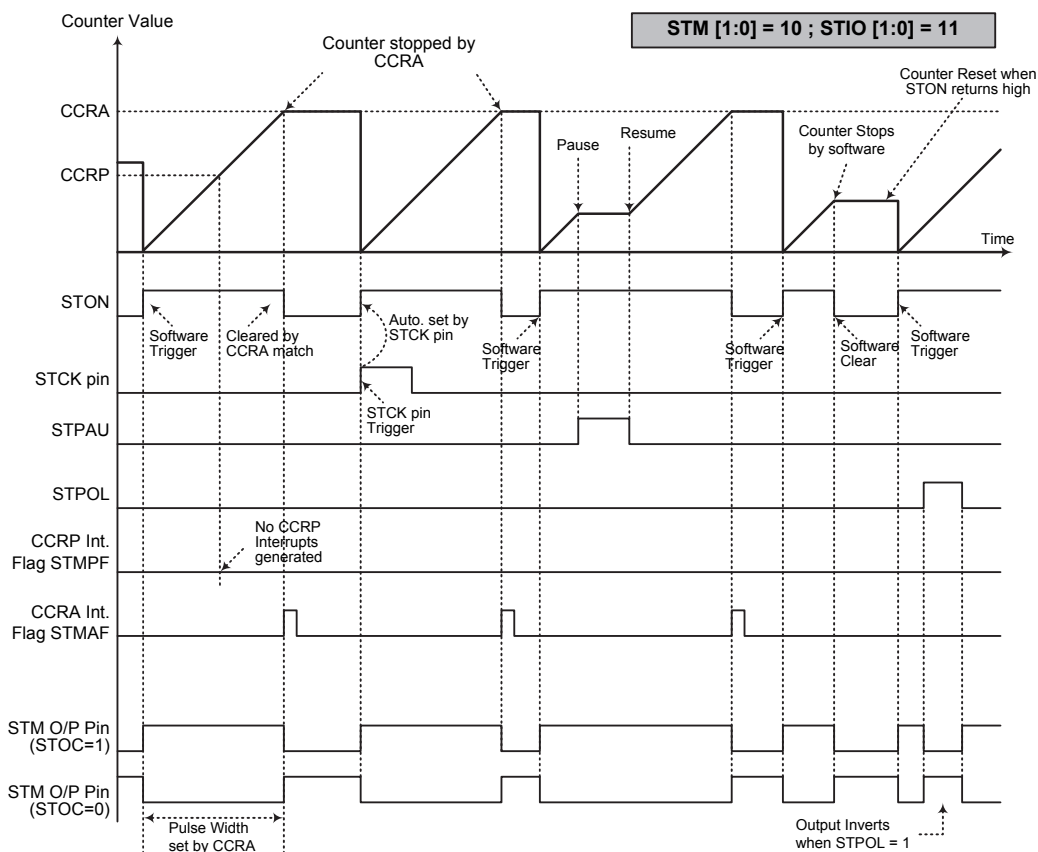 Counter Value
STM [1:0] = 10 ; STIO [1:0] = 11
Counter stopped by
CCRA
Counter Reset when
STON returns high
CCRA
Pause
Resume
Counter Stops
by software
CCRP
Time
STON
Software
Trigger
Cleared by
CCRA match
Auto. set by
STCK pin
Software
Trigger
Software
Trigger
Software
Clear
Software
Trigger
STCK pin
STCK pin
Trigger
STPAU
STPOL
No CCRP
Interrupts
generated
CCRP Int.
Flag STMPF
CCRA Int.
Flag STMAF
STM O/P Pin
(STOC=1)
STM O/P Pin
(STOC=0)
Pulse Width
set by CCRA
Output Inverts
when STPOL = 1